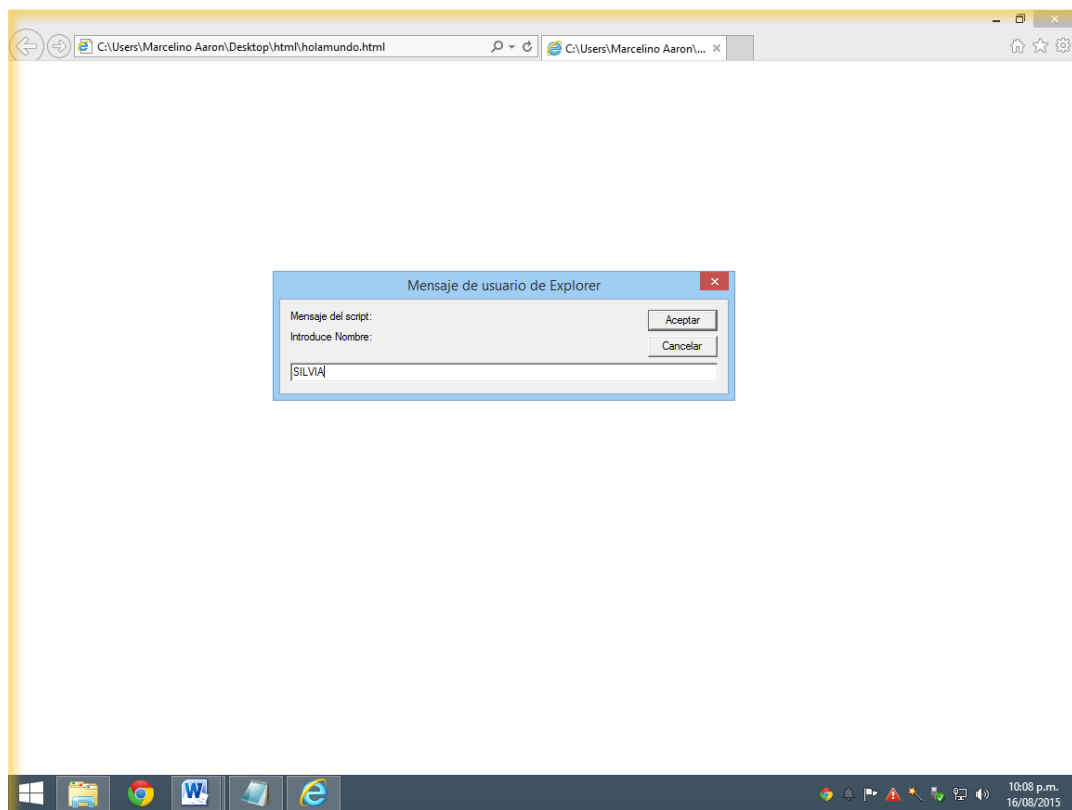 C:\Users\Marcelino Aaron\Desktop\html\holamundo.html
C:\Users\Marcelino Aaron\...
Mensaje de usuario de Explorer
Mensaje del script:
Aceptar
Introduce Nombre:
Cancelar
SILVIA
10:08 p.m.
16/08/2015